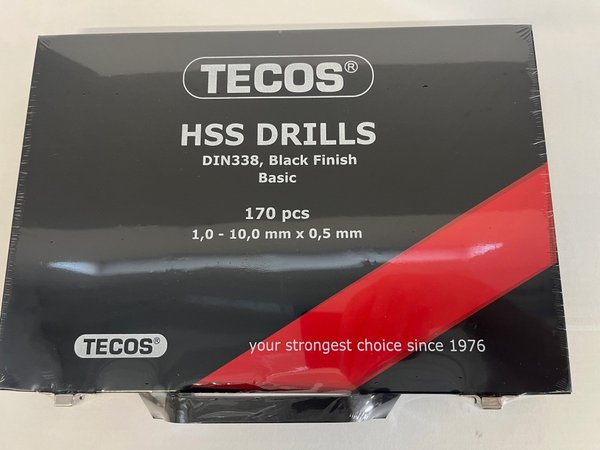 TECOS®
HSS DRILLS
DIN338, Black Finish
Basic
170 pcs
1,0 - 10,0 mm x 0,5 mm
TECOS®
your strongest choice since 1976